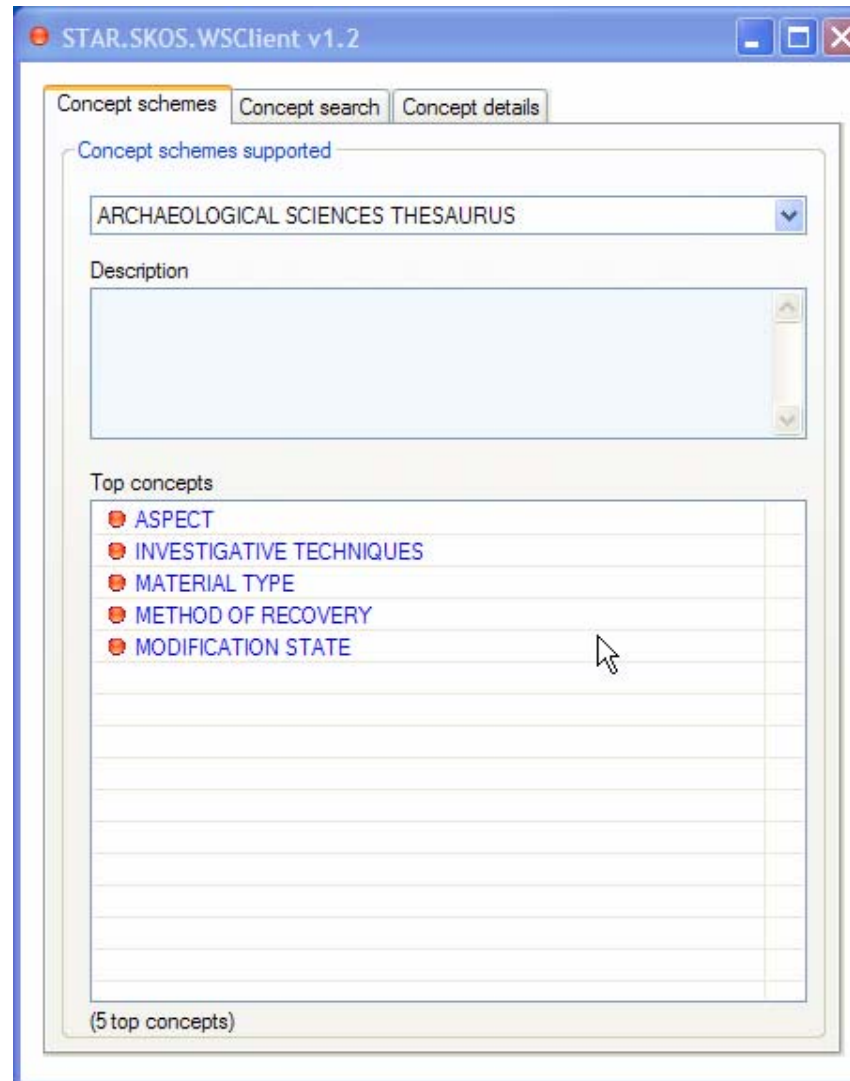 STAR.SKOS.WSClient v1.2
Concept schemes Concept search Concept details
Concept schemes supported
ARCHAEOLOGICAL SCIENCES THESAURUS
Description
Top concepts
ASPECT
INVESTIGATIVE TECHNIQUES
MATERIAL TYPE
METHOD OF RECOVERY
MODIFICATION STATE
(5 top concepts)